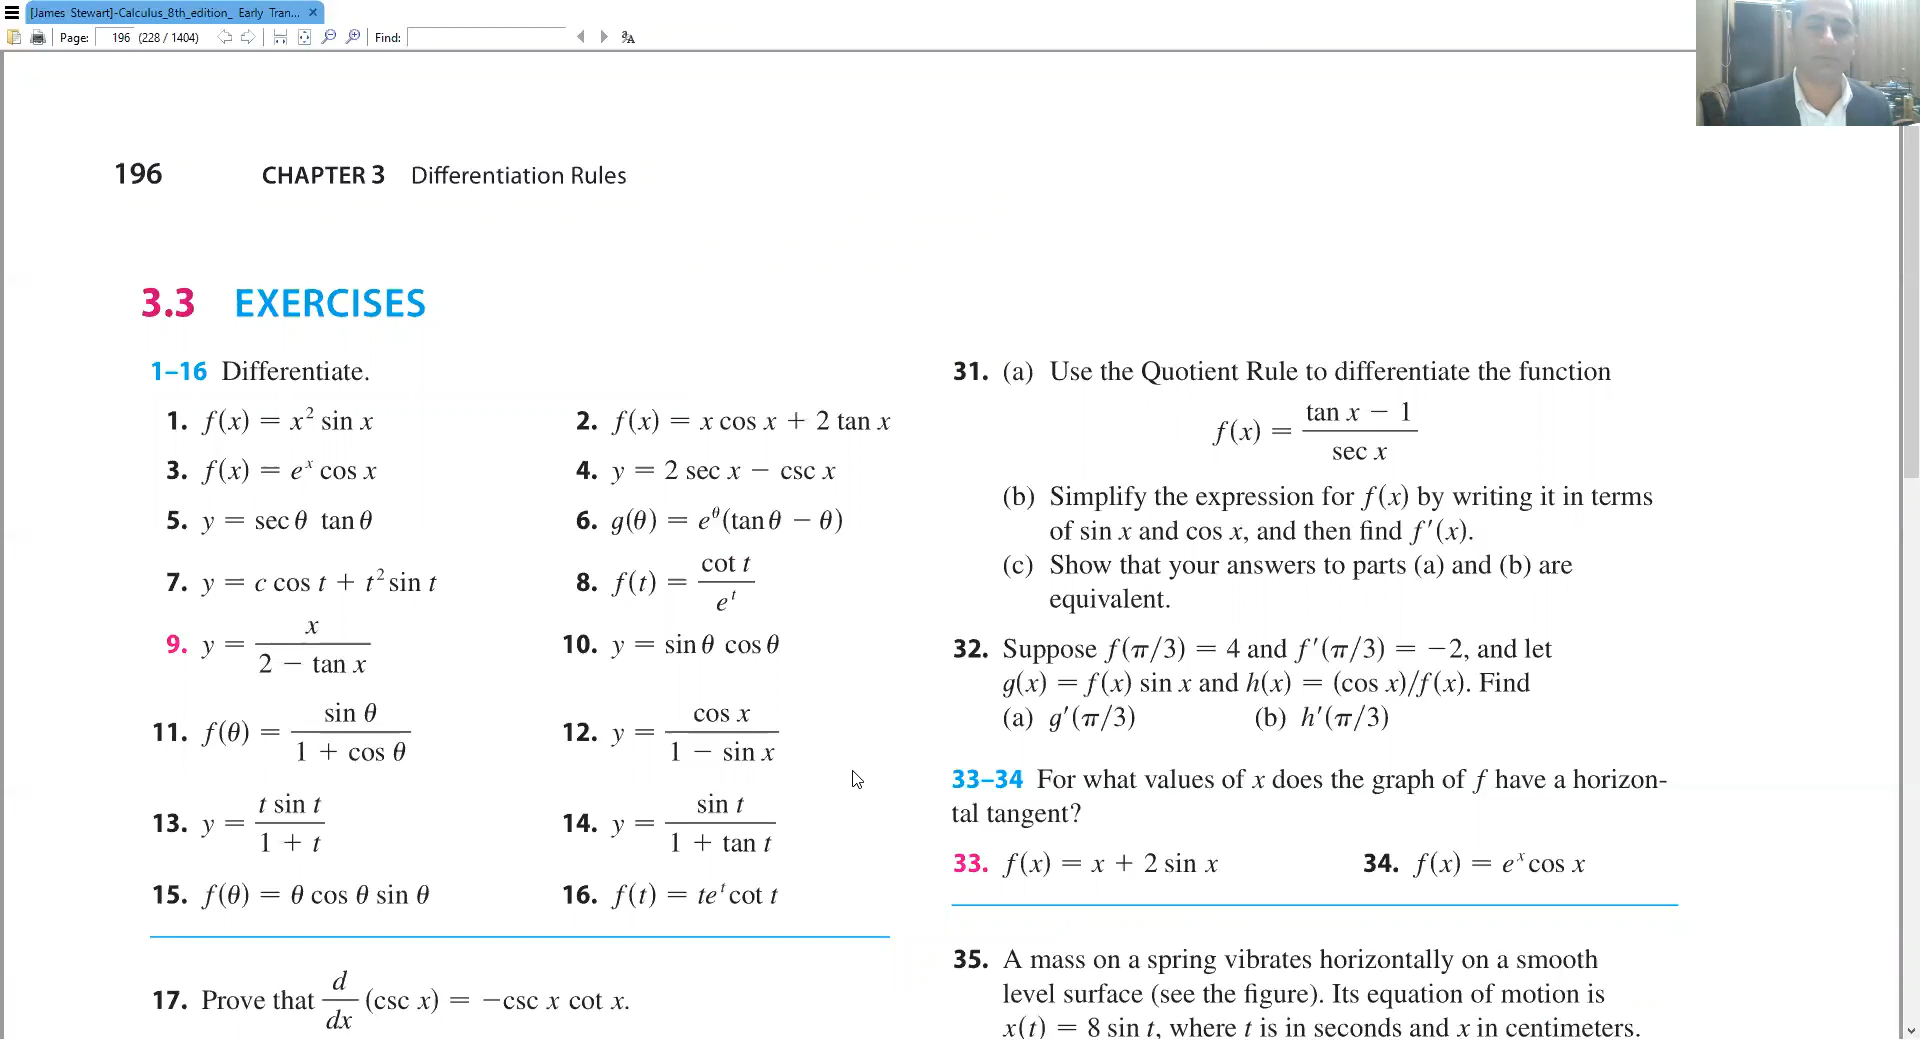 [James Stewart]-Calculus_8th_edition_ Early Tran... ×
Page: 196 (228 / 1404) Find:
196 CHAPTER 3 Differentiation Rules
3.3 EXERCISES
1–16 Differentiate.
1. f(x) = x² sin x
2. f(x) = x cos x + 2 tan x
3. f(x) = eˣ cos x
4. y = 2 sec x − csc x
5. y = sec θ tan θ
6. g(θ) = e^θ(tan θ − θ)
7. y = c cos t + t² sin t
8. f(t) = cot t / eᵗ
9. y = x / (2 − tan x)
10. y = sin θ cos θ
11. f(θ) = sin θ / (1 + cos θ)
12. y = cos x / (1 − sin x)
13. y = t sin t / (1 + t)
14. y = sin t / (1 + tan t)
15. f(θ) = θ cos θ sin θ
16. f(t) = teᵗ cot t
17. Prove that d/dx (csc x) = −csc x cot x.
31. (a) Use the Quotient Rule to differentiate the function
f(x) = (tan x − 1) / sec x
(b) Simplify the expression for f(x) by writing it in terms
of sin x and cos x, and then find f′(x).
(c) Show that your answers to parts (a) and (b) are
equivalent.
32. Suppose f(π/3) = 4 and f′(π/3) = −2, and let
g(x) = f(x) sin x and h(x) = (cos x)/f(x). Find
(a) g′(π/3) (b) h′(π/3)
33–34 For what values of x does the graph of f have a horizon-
tal tangent?
33. f(x) = x + 2 sin x
34. f(x) = eˣ cos x
35. A mass on a spring vibrates horizontally on a smooth
level surface (see the figure). Its equation of motion is
x(t) = 8 sin t, where t is in seconds and x in centimeters.